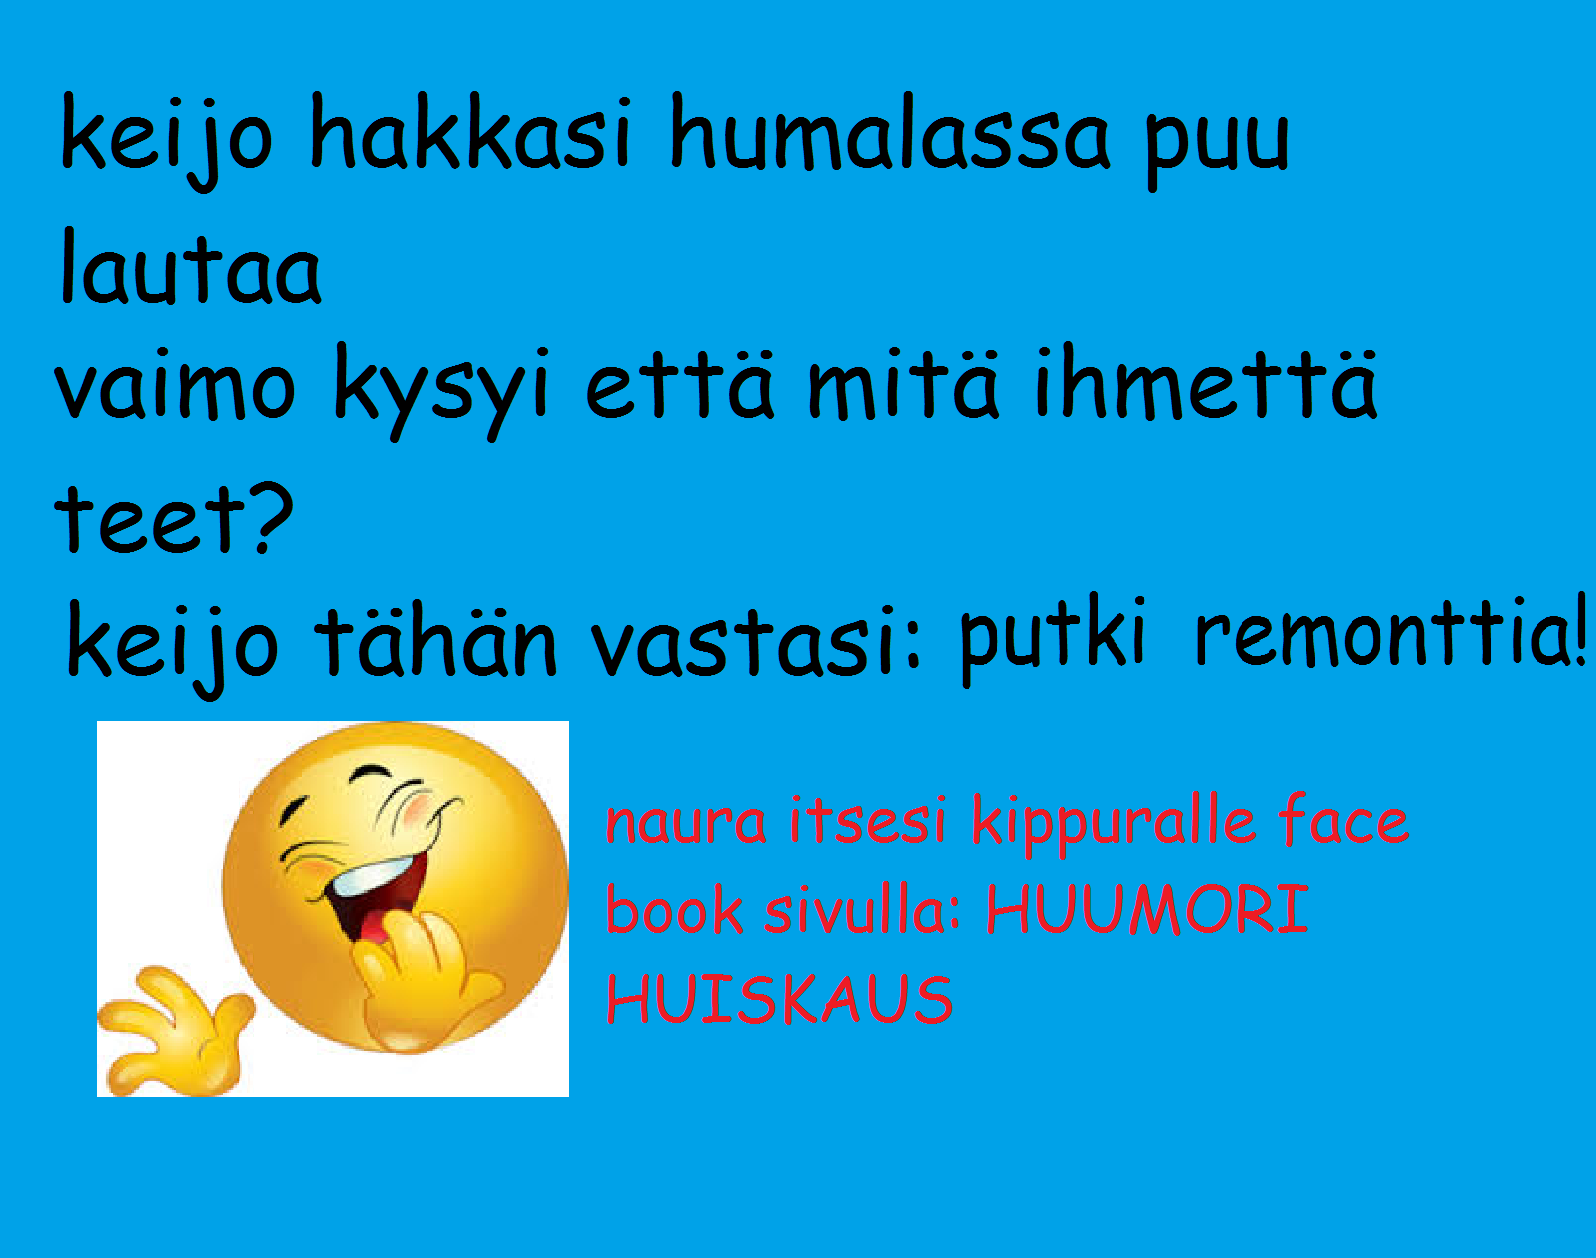 keijo hakkasi humalassa puu
lautaa
vaimo kysyi että mitä ihmettä
teet?
keijo tähän vastasi: putki remonttia!
naura itsesi kippuralle face
book sivulla: HUUMORI
HUISKAUS